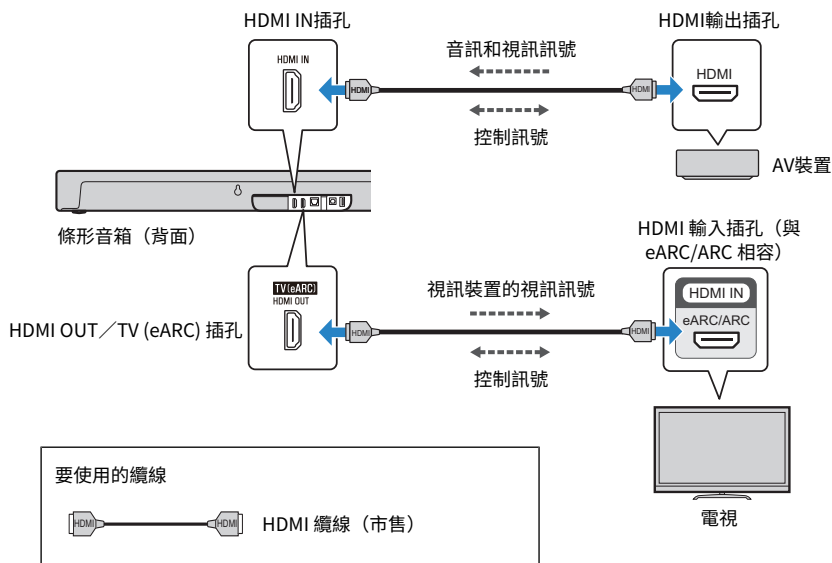 HDMI IN插孔
HDMI輸出插孔
HDMI IN
音訊和視訊訊號
HDMI
HDMI
HDMI
控制訊號
AV裝置
條形音箱（背面）
HDMI 輸入插孔（與
eARC/ARC 相容）
TV(eARC)
HDMI OUT
視訊裝置的視訊訊號
HDMI IN
eARC/ARC
HDMI OUT／TV (eARC) 插孔
HDMI
HDMI
控制訊號
要使用的纜線
HDMI
HDMI
HDMI 纜線（市售）
電視